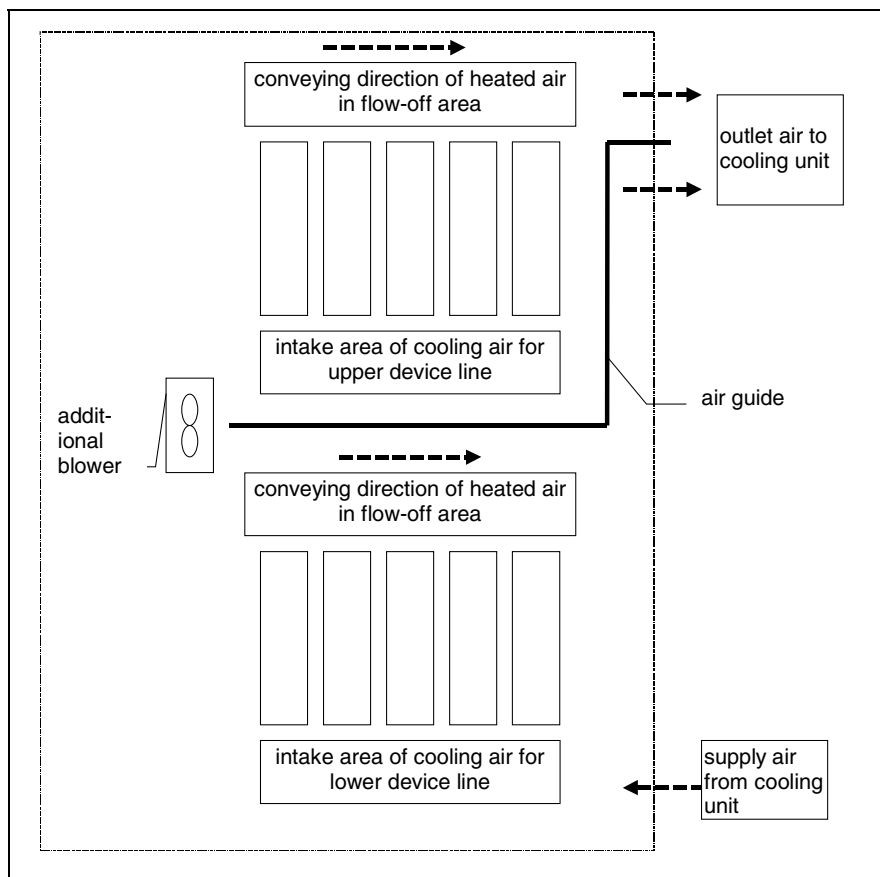 conveying direction of heated air
in flow-off area
outlet air to
cooling unit
intake area of cooling air for
upper device line
addit-
ional
blower
air guide
conveying direction of heated air
in flow-off area
intake area of cooling air for
lower device line
supply air
from cooling
unit